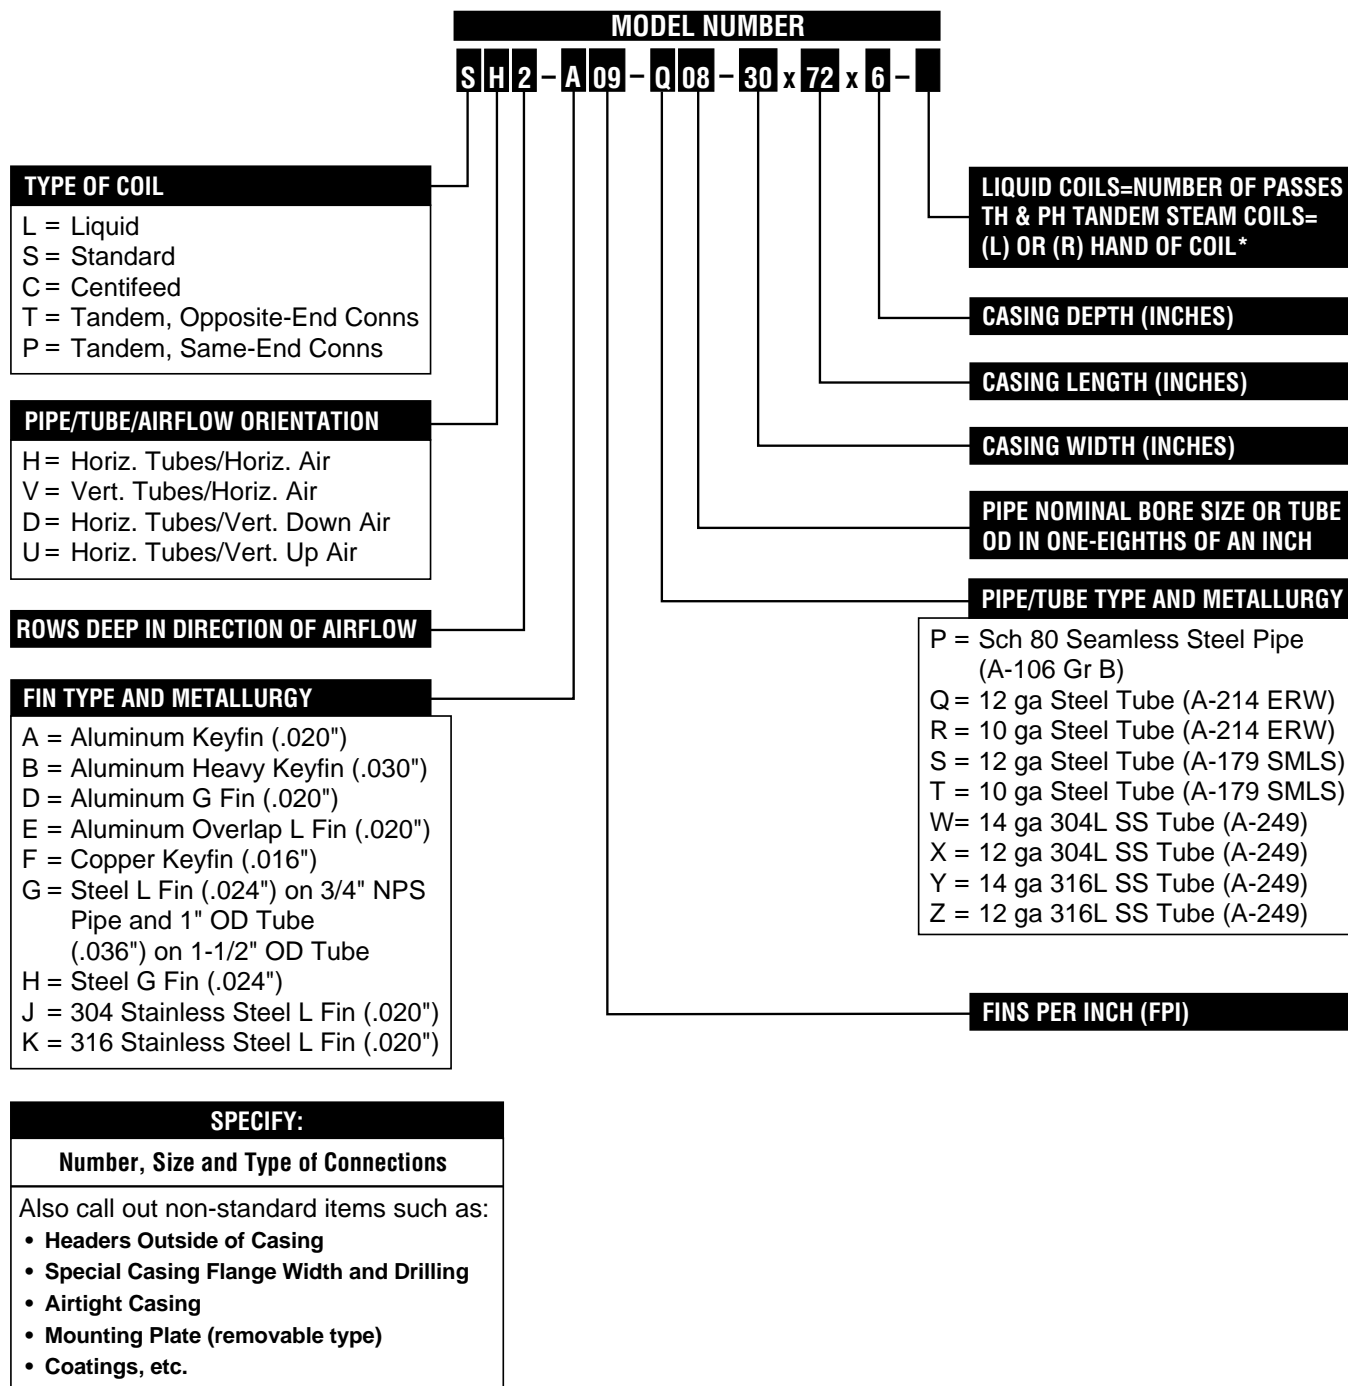 MODEL NUMBER
S H 2 – A 09 – Q 08 – 30 x 72 x 6 –
TYPE OF COIL
L = Liquid
S = Standard
C = Centifeed
T = Tandem, Opposite-End Conns
P = Tandem, Same-End Conns
PIPE/TUBE/AIRFLOW ORIENTATION
H = Horiz. Tubes/Horiz. Air
V = Vert. Tubes/Horiz. Air
D = Horiz. Tubes/Vert. Down Air
U = Horiz. Tubes/Vert. Up Air
ROWS DEEP IN DIRECTION OF AIRFLOW
FIN TYPE AND METALLURGY
A = Aluminum Keyfin (.020")
B = Aluminum Heavy Keyfin (.030")
D = Aluminum G Fin (.020")
E = Aluminum Overlap L Fin (.020")
F = Copper Keyfin (.016")
G = Steel L Fin (.024") on 3/4" NPS
Pipe and 1" OD Tube
(.036") on 1-1/2" OD Tube
H = Steel G Fin (.024")
J = 304 Stainless Steel L Fin (.020")
K = 316 Stainless Steel L Fin (.020")
LIQUID COILS=NUMBER OF PASSES
TH & PH TANDEM STEAM COILS=
(L) OR (R) HAND OF COIL*
CASING DEPTH (INCHES)
CASING LENGTH (INCHES)
CASING WIDTH (INCHES)
PIPE NOMINAL BORE SIZE OR TUBE
OD IN ONE-EIGHTHS OF AN INCH
PIPE/TUBE TYPE AND METALLURGY
P = Sch 80 Seamless Steel Pipe
(A-106 Gr B)
Q = 12 ga Steel Tube (A-214 ERW)
R = 10 ga Steel Tube (A-214 ERW)
S = 12 ga Steel Tube (A-179 SMLS)
T = 10 ga Steel Tube (A-179 SMLS)
W= 14 ga 304L SS Tube (A-249)
X = 12 ga 304L SS Tube (A-249)
Y = 14 ga 316L SS Tube (A-249)
Z = 12 ga 316L SS Tube (A-249)
FINS PER INCH (FPI)
SPECIFY:
Number, Size and Type of Connections
Also call out non-standard items such as:
• Headers Outside of Casing
• Special Casing Flange Width and Drilling
• Airtight Casing
• Mounting Plate (removable type)
• Coatings, etc.